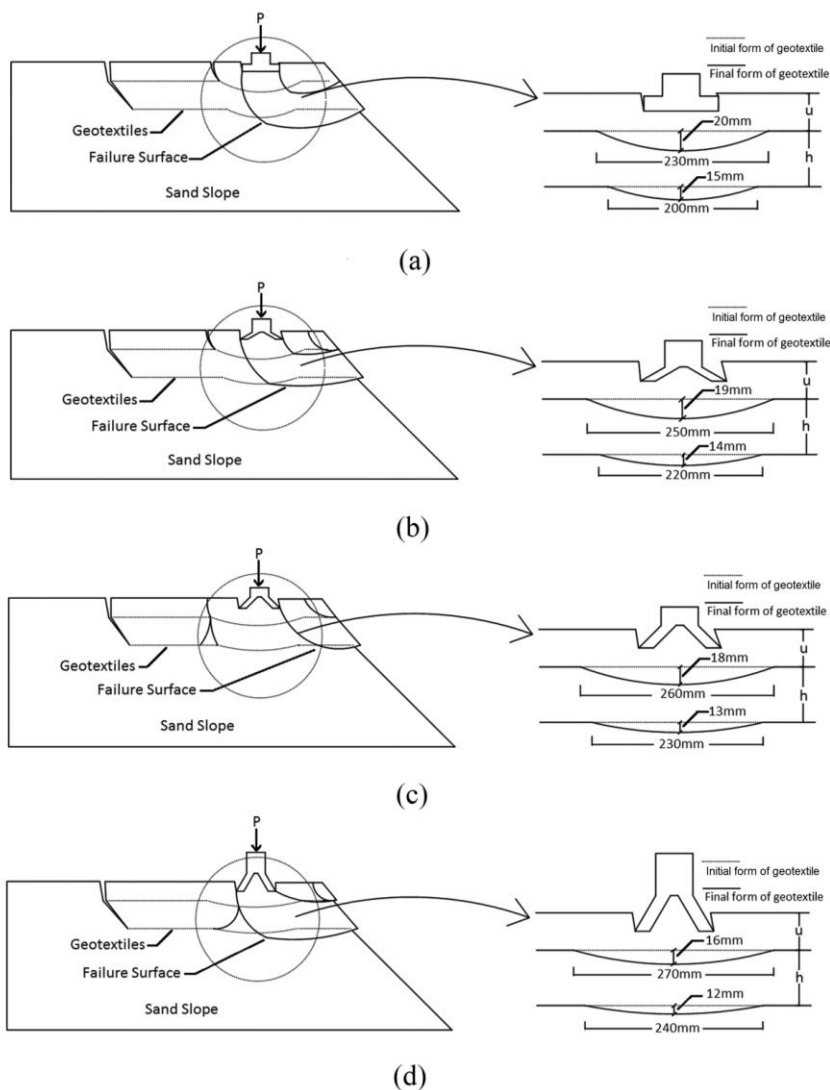 P
Geotextiles
Failure Surface
Sand Slope
Initial form of geotextile
Final form of geotextile
20mm
u
230mm
h
15mm
200mm
(a)
P
Geotextiles
Failure Surface
Sand Slope
Initial form of geotextile
Final form of geotextile
u
19mm
250mm
h
14mm
220mm
(b)
P
Geotextiles
Failure Surface
Sand Slope
Initial form of geotextile
Final form of geotextile
u
18mm
260mm
h
13mm
230mm
(c)
P
Geotextiles
Failure Surface
Sand Slope
Initial form of geotextile
Final form of geotextile
u
16mm
270mm
h
12mm
240mm
(d)